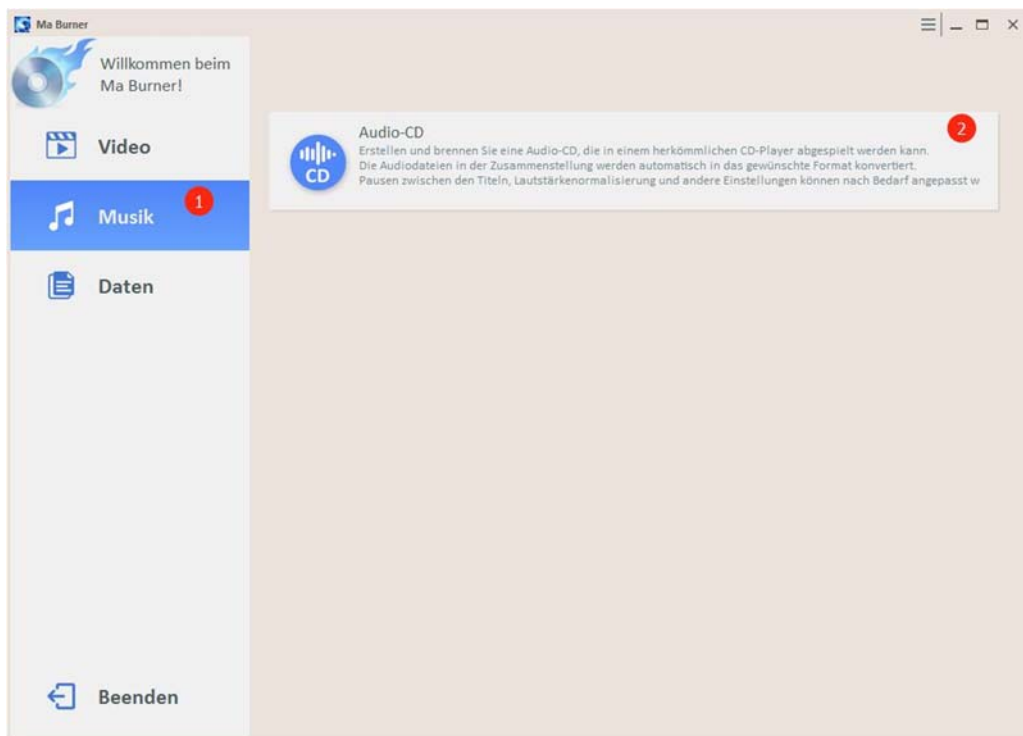 Ma Burner
Willkommen beim
Ma Burner!
Video
1
Musik
Daten
Beenden
2
Audio-CD
Erstellen und brennen Sie eine Audio-CD, die in einem herkömmlichen CD-Player abgespielt werden kann.
Die Audiodateien in der Zusammenstellung werden automatisch in das gewünschte Format konvertiert.
Pausen zwischen den Titeln, Lautstärkenormalisierung und andere Einstellungen können nach Bedarf angepasst w
CD